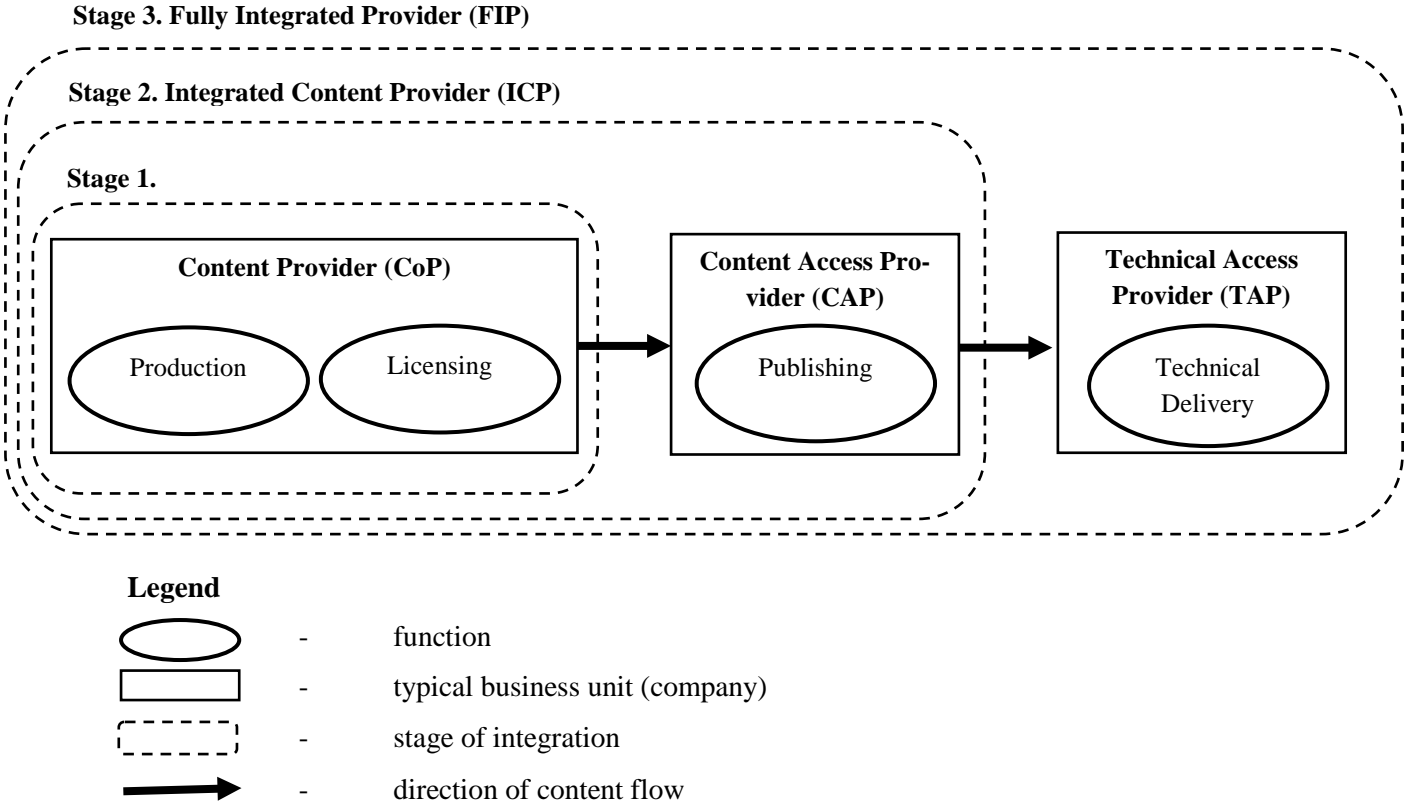 Stage 3. Fully Integrated Provider (FIP)
Stage 2. Integrated Content Provider (ICP)
Stage 1.
Content Provider (CoP)
Production
Licensing
Content Access Pro-
vider (CAP)
Publishing
Technical Access
Provider (TAP)
Technical
Delivery
Legend
- function
- typical business unit (company)
- stage of integration
- direction of content flow